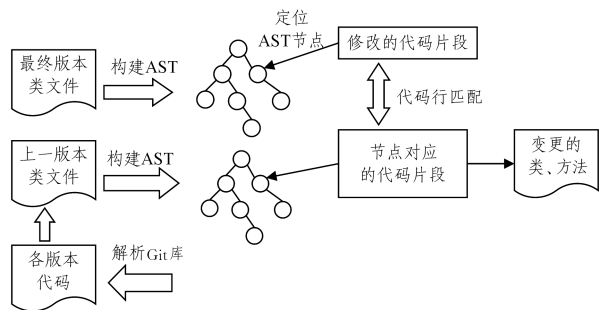 定位
AST节点
修改的代码片段
最终版本
类文件
构建AST
代码行匹配
上一版本
类文件
构建AST
节点对应
的代码片段
变更的
类、方法
各版本
代码
解析Git库